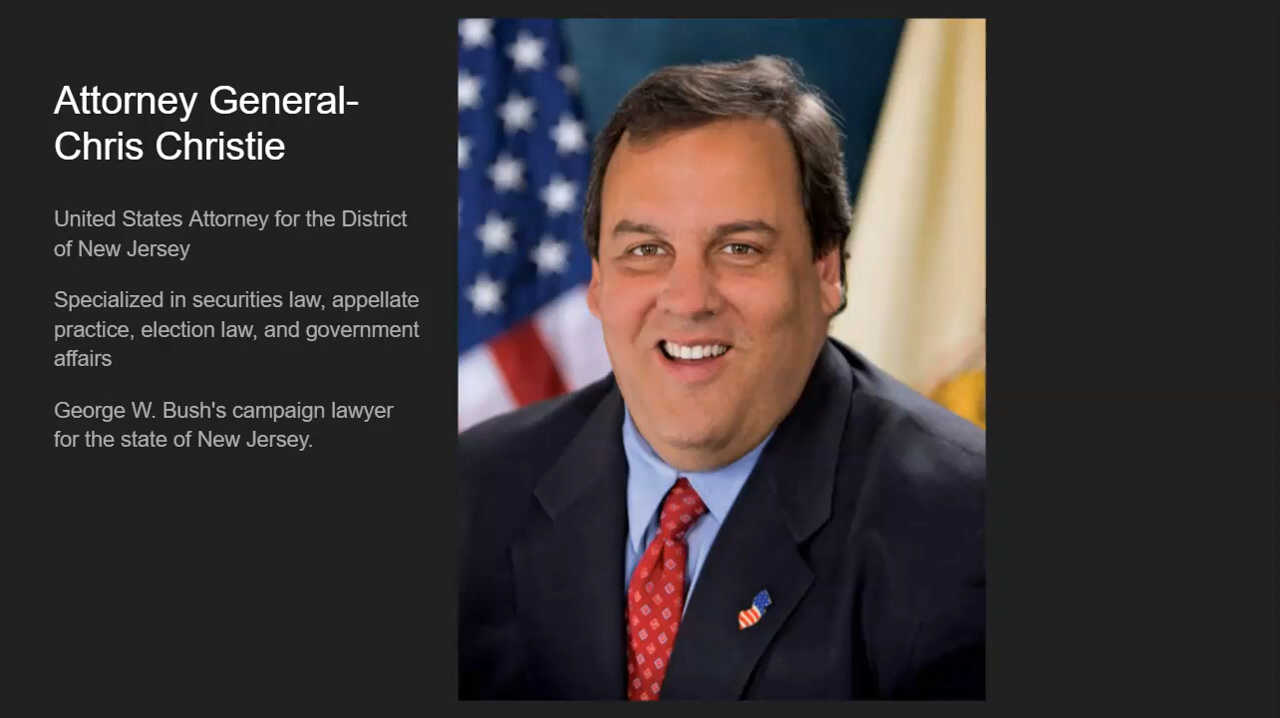 Attorney General-
Chris Christie
United States Attorney for the District
of New Jersey
Specialized in securities law, appellate
practice, election law, and government
affairs
George W. Bush's campaign lawyer
for the state of New Jersey.